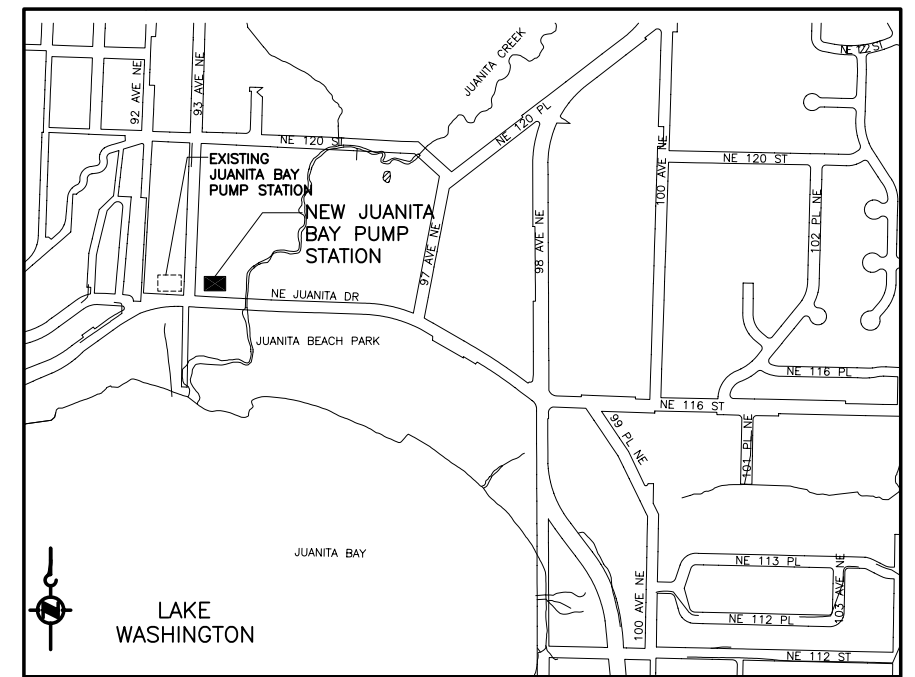 JUANITA CREEK
NE 122 ST
92 AVE NE
93 AVE NE
NE 120 PL
NE 120 ST
EXISTING
JUANITA BAY
PUMP STATION
NE 120 ST
100 AVE NE
102 PL NE
NEW JUANITA
BAY PUMP
STATION
97 AVE NE
98 AVE NE
NE JUANITA DR
JUANITA BEACH PARK
NE 116 PL
NE 116 ST
99 PL NE
101 PL NE
JUANITA BAY
NE 113 PL
103 AVE NE
100 AVE NE
NE 112 PL
LAKE
WASHINGTON
NE 112 ST
N